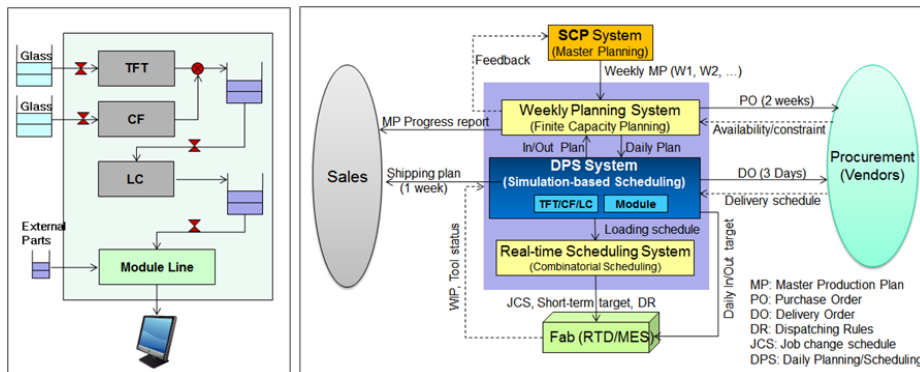 Glass
TFT
Glass
CF
LC
External
Parts
Module Line
SCP System
(Master Planning)
Feedback
Weekly MP (W1, W2, …)
Weekly Planning System
(Finite Capacity Planning)
PO (2 weeks)
MP Progress report
Availability/constraint
In/Out Plan
Daily Plan
Sales
Procurement
(Vendors)
Shipping plan
(1 week)
DPS System
(Simulation-based Scheduling)
TFT/CF/LC
Module
DO (3 Days)
Delivery schedule
Loading schedule
Real-time Scheduling System
(Combinatorial Scheduling)
WIP, Tool status
Daily In/Out target
JCS, Short-term target, DR
Fab (RTD/MES)
MP: Master Production Plan
PO: Purchase Order
DO: Delivery Order
DR: Dispatching Rules
JCS: Job change schedule
DPS: Daily Planning/Scheduling